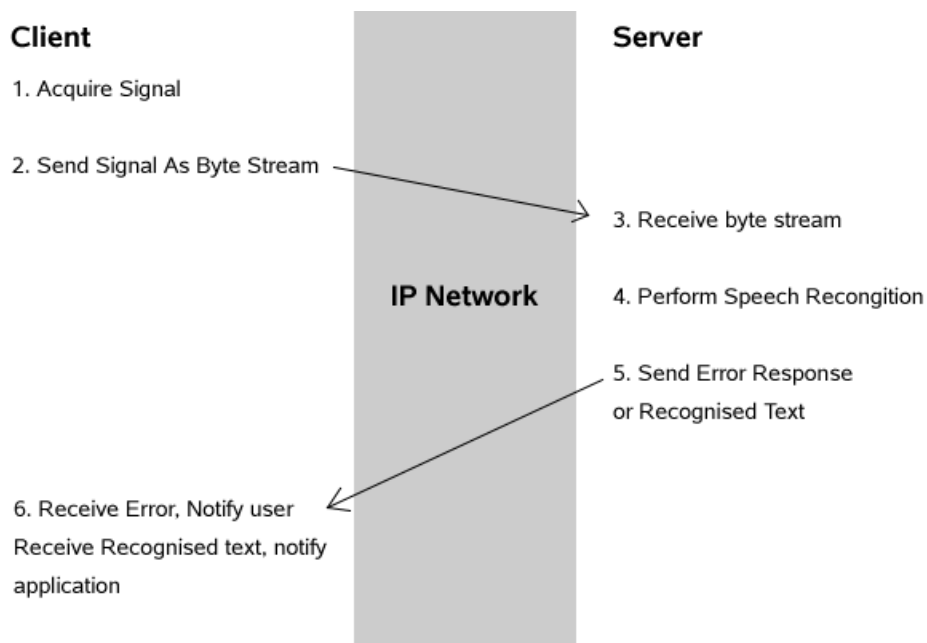 Client
1. Acquire Signal
2. Send Signal As Byte Stream
IP Network
Server
3. Receive byte stream
4. Perform Speech Recongition
5. Send Error Response
or Recognised Text
6. Receive Error, Notify user
Receive Recognised text, notify
application